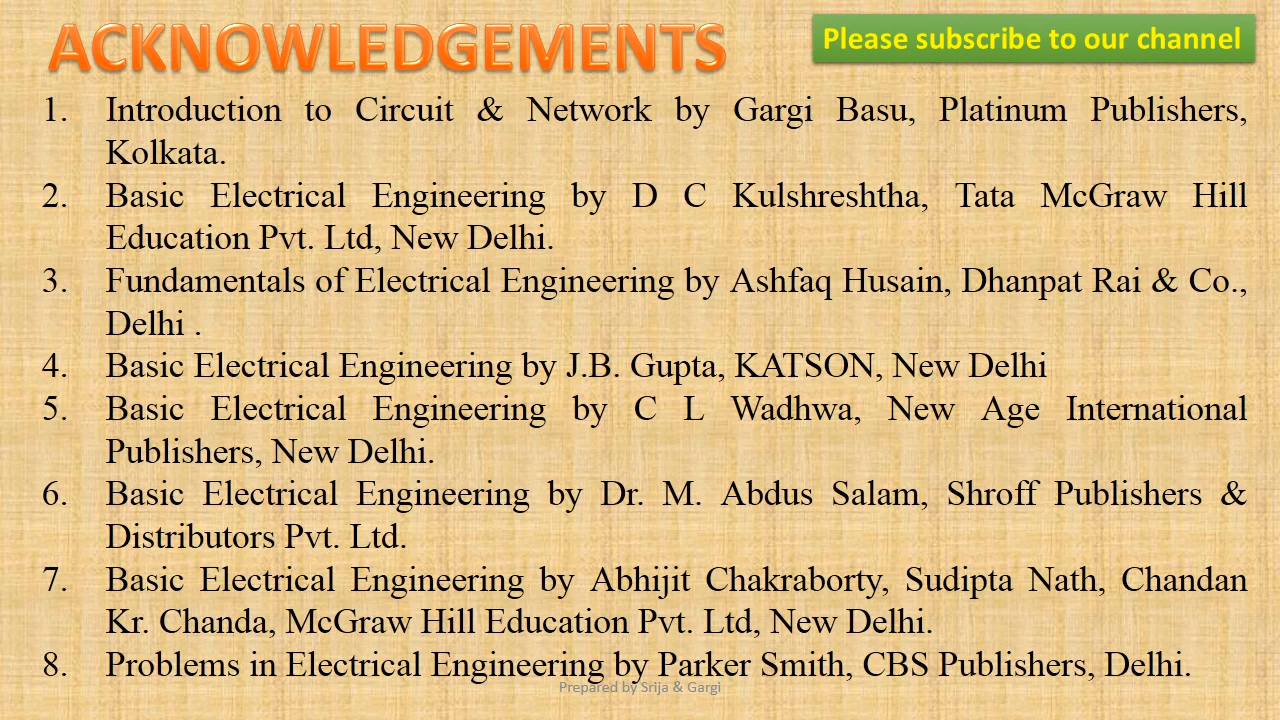 ACKNOWLEDGEMENTS
Please subscribe to our channel
1. Introduction to Circuit & Network by Gargi Basu, Platinum Publishers,
Kolkata.
2. Basic Electrical Engineering by D C Kulshreshtha, Tata McGraw Hill
Education Pvt. Ltd, New Delhi.
3. Fundamentals of Electrical Engineering by Ashfaq Husain, Dhanpat Rai & Co.,
Delhi .
4. Basic Electrical Engineering by J.B. Gupta, KATSON, New Delhi
5. Basic Electrical Engineering by C L Wadhwa, New Age International
Publishers, New Delhi.
6. Basic Electrical Engineering by Dr. M. Abdus Salam, Shroff Publishers &
Distributors Pvt. Ltd.
7. Basic Electrical Engineering by Abhijit Chakraborty, Sudipta Nath, Chandan
Kr. Chanda, McGraw Hill Education Pvt. Ltd, New Delhi.
8. Problems in Electrical Engineering by Parker Smith, CBS Publishers, Delhi.
Prepared by Srija & Gargi